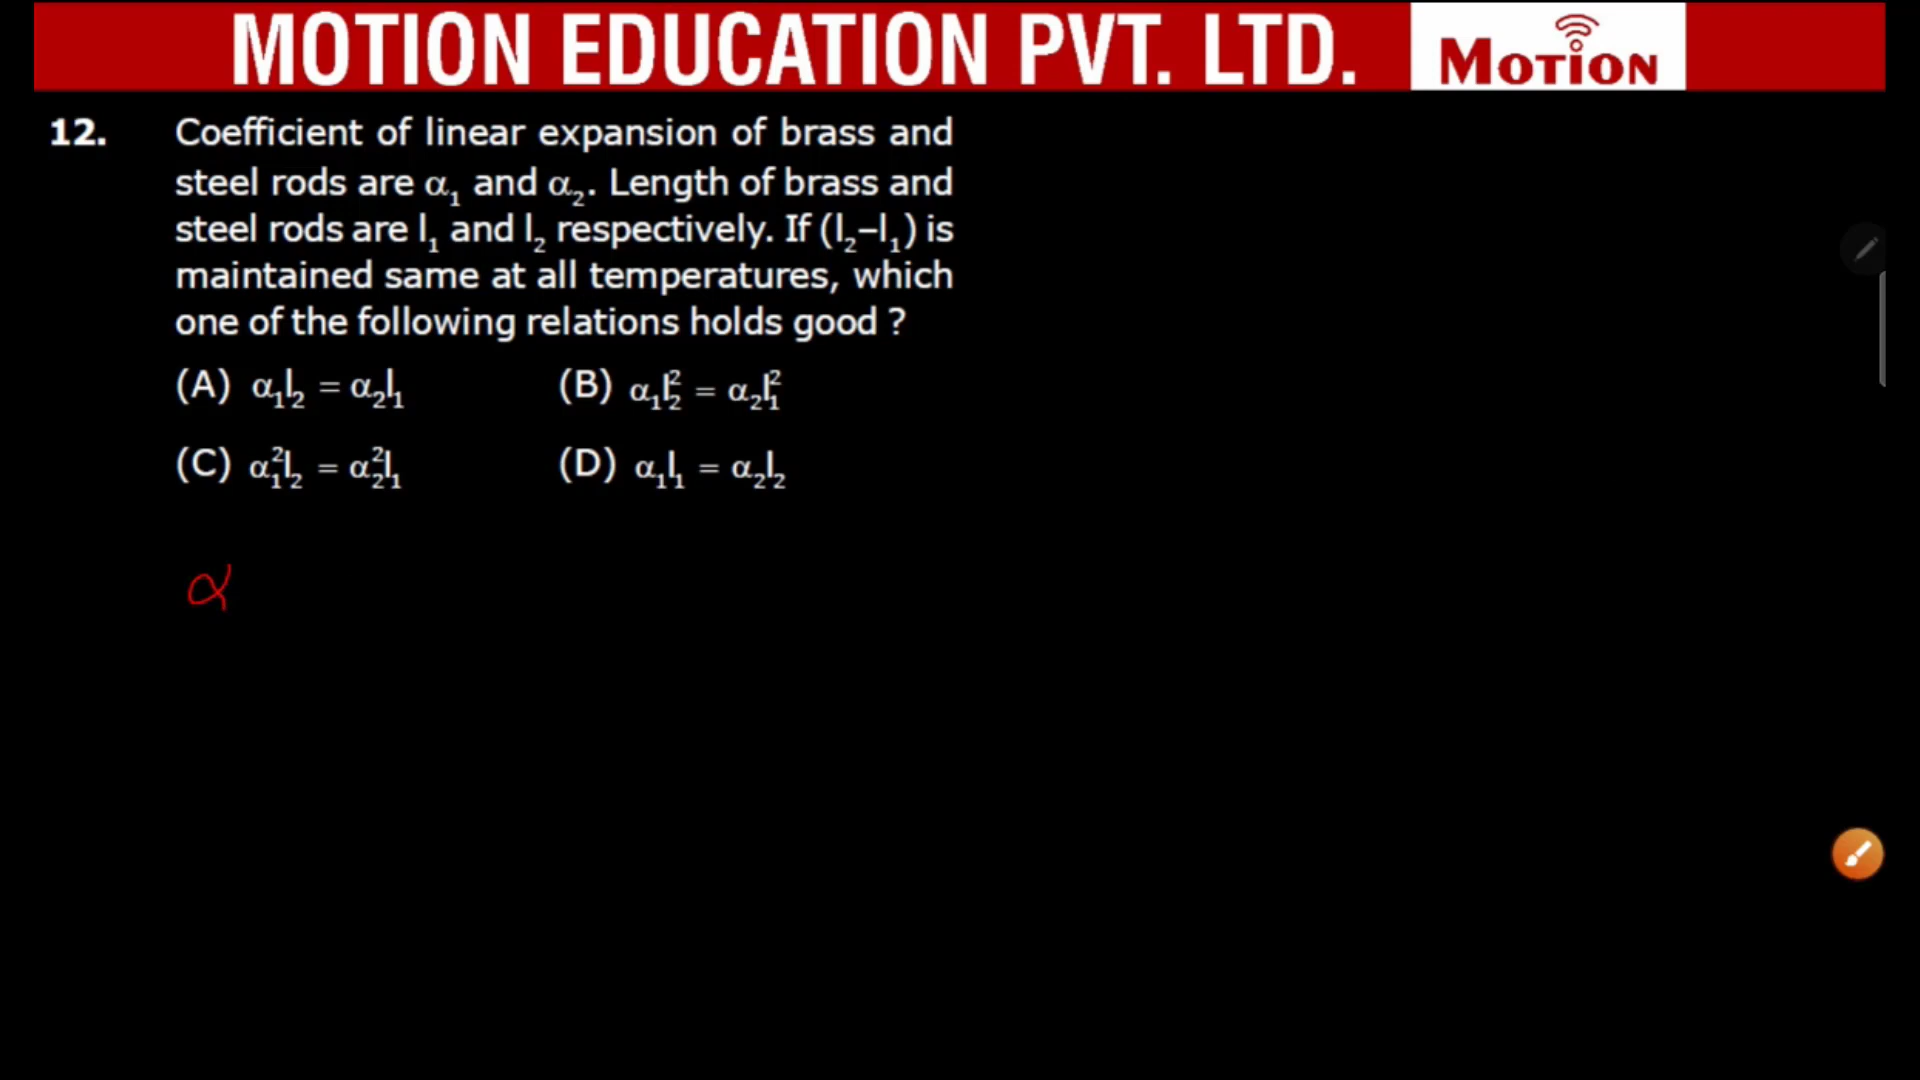 MOTION EDUCATION PVT. LTD.
MOTION
12. Coefficient of linear expansion of brass and
steel rods are α₁ and α₂. Length of brass and
steel rods are l₁ and l₂ respectively. If (l₂–l₁) is
maintained same at all temperatures, which
one of the following relations holds good ?
(A) α₁l₂ = α₂l₁ (B) α₁l₂² = α₂l₁²
(C) α₁²l₂ = α₂²l₁ (D) α₁l₁ = α₂l₂
α